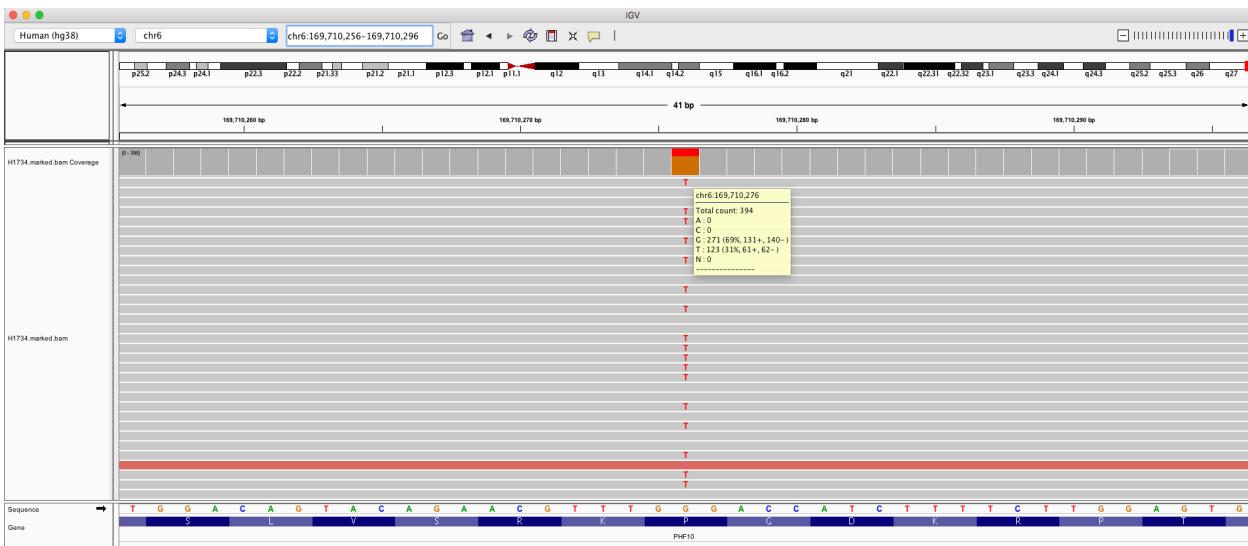 IGV
Human (hg38) chr6 chr6:169,710,256-169,710,296 Go
p25.2 p24.3 p24.1 p22.3 p22.2 p21.33 p21.2 p21.1 p12.3 p12.1 p11.1 q12 q13 q14.1 q14.2 q15 q16.1 q16.2 q21 q22.1 q22.31 q22.32 q23.1 q23.3 q24.1 q24.3 q25.2 q25.3 q26 q27
41 bp
169,710,260 bp 169,710,270 bp 169,710,280 bp 169,710,290 bp
H1734.marked.bam Coverage
[0 - 396]
T
chr6:169,710,276
Total count: 394
T
A : 0
T
C : 0
G : 271 (69%, 131+, 140- )
T
T : 123 (31%, 61+, 62- )
N : 0
T
---------------
T
T
H1734.marked.bam
T
T
T
T
T
T
T
T
T
T
Sequence T G G A C A G T A C A G A A C G T T T G G G A C C A T C T T T T C T T G G A G T G
Gene S L V S R K P G D K R P T
PHF10